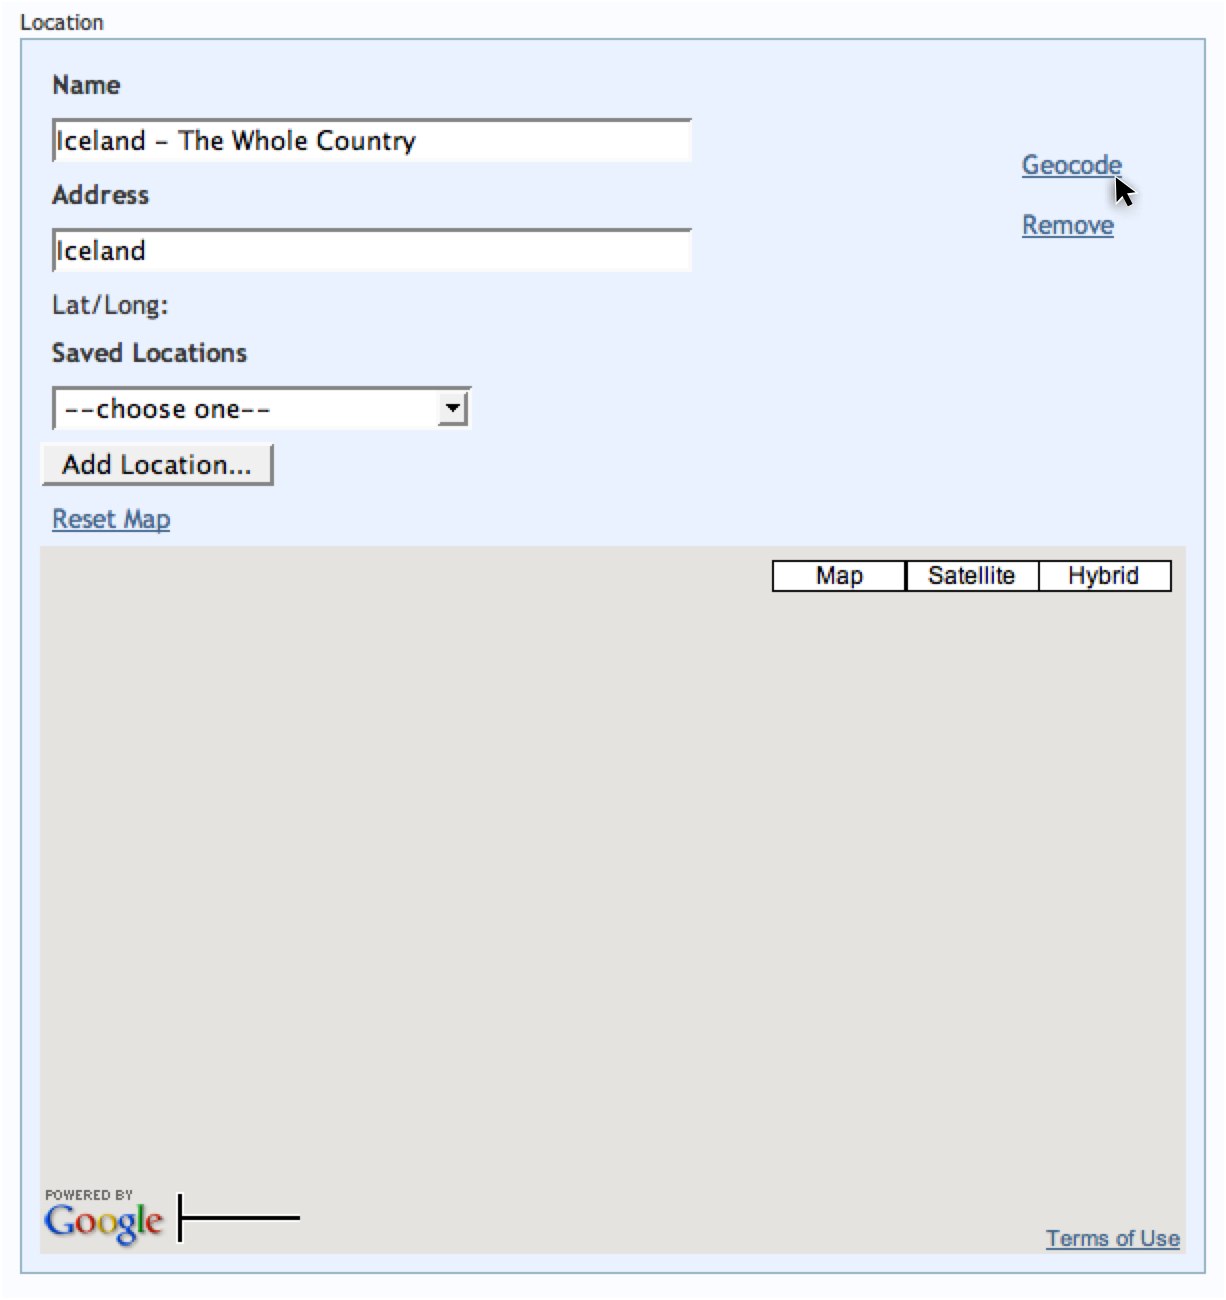 Location
Name
Iceland – The Whole Country
Geocode
Address
Remove
Iceland
Lat/Long:
Saved Locations
--choose one--
Add Location...
Reset Map
Map Satellite Hybrid
POWERED BY
Google
Terms of Use